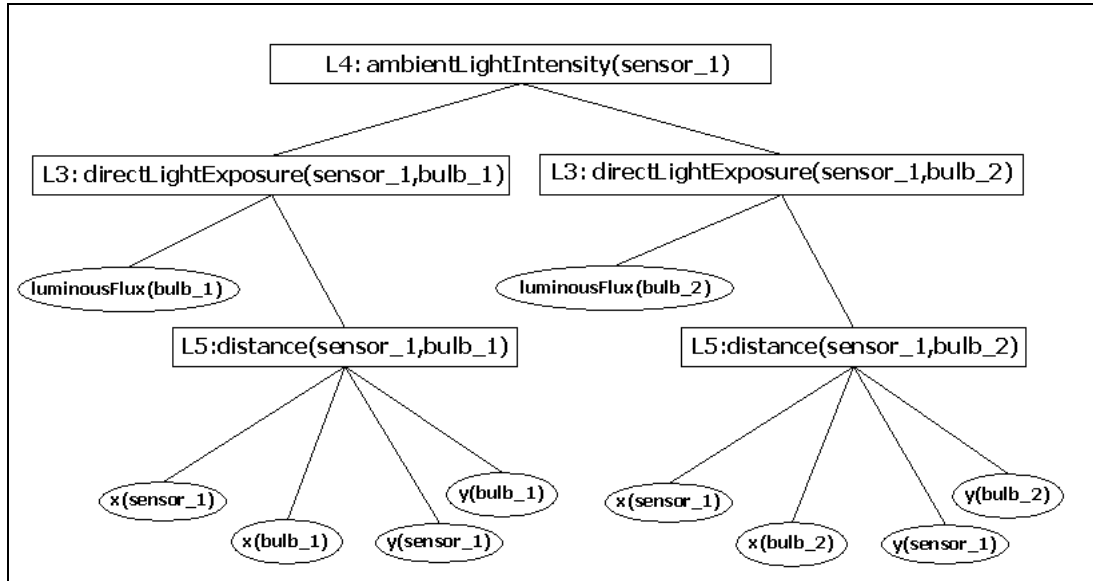 L4: ambientLightIntensity(sensor_1)
L3: directLightExposure(sensor_1,bulb_1)
L3: directLightExposure(sensor_1,bulb_2)
luminousFlux(bulb_1)
luminousFlux(bulb_2)
L5:distance(sensor_1,bulb_1)
L5:distance(sensor_1,bulb_2)
x(sensor_1)
x(bulb_1)
y(sensor_1)
y(bulb_1)
x(sensor_1)
x(bulb_2)
y(sensor_1)
y(bulb_2)